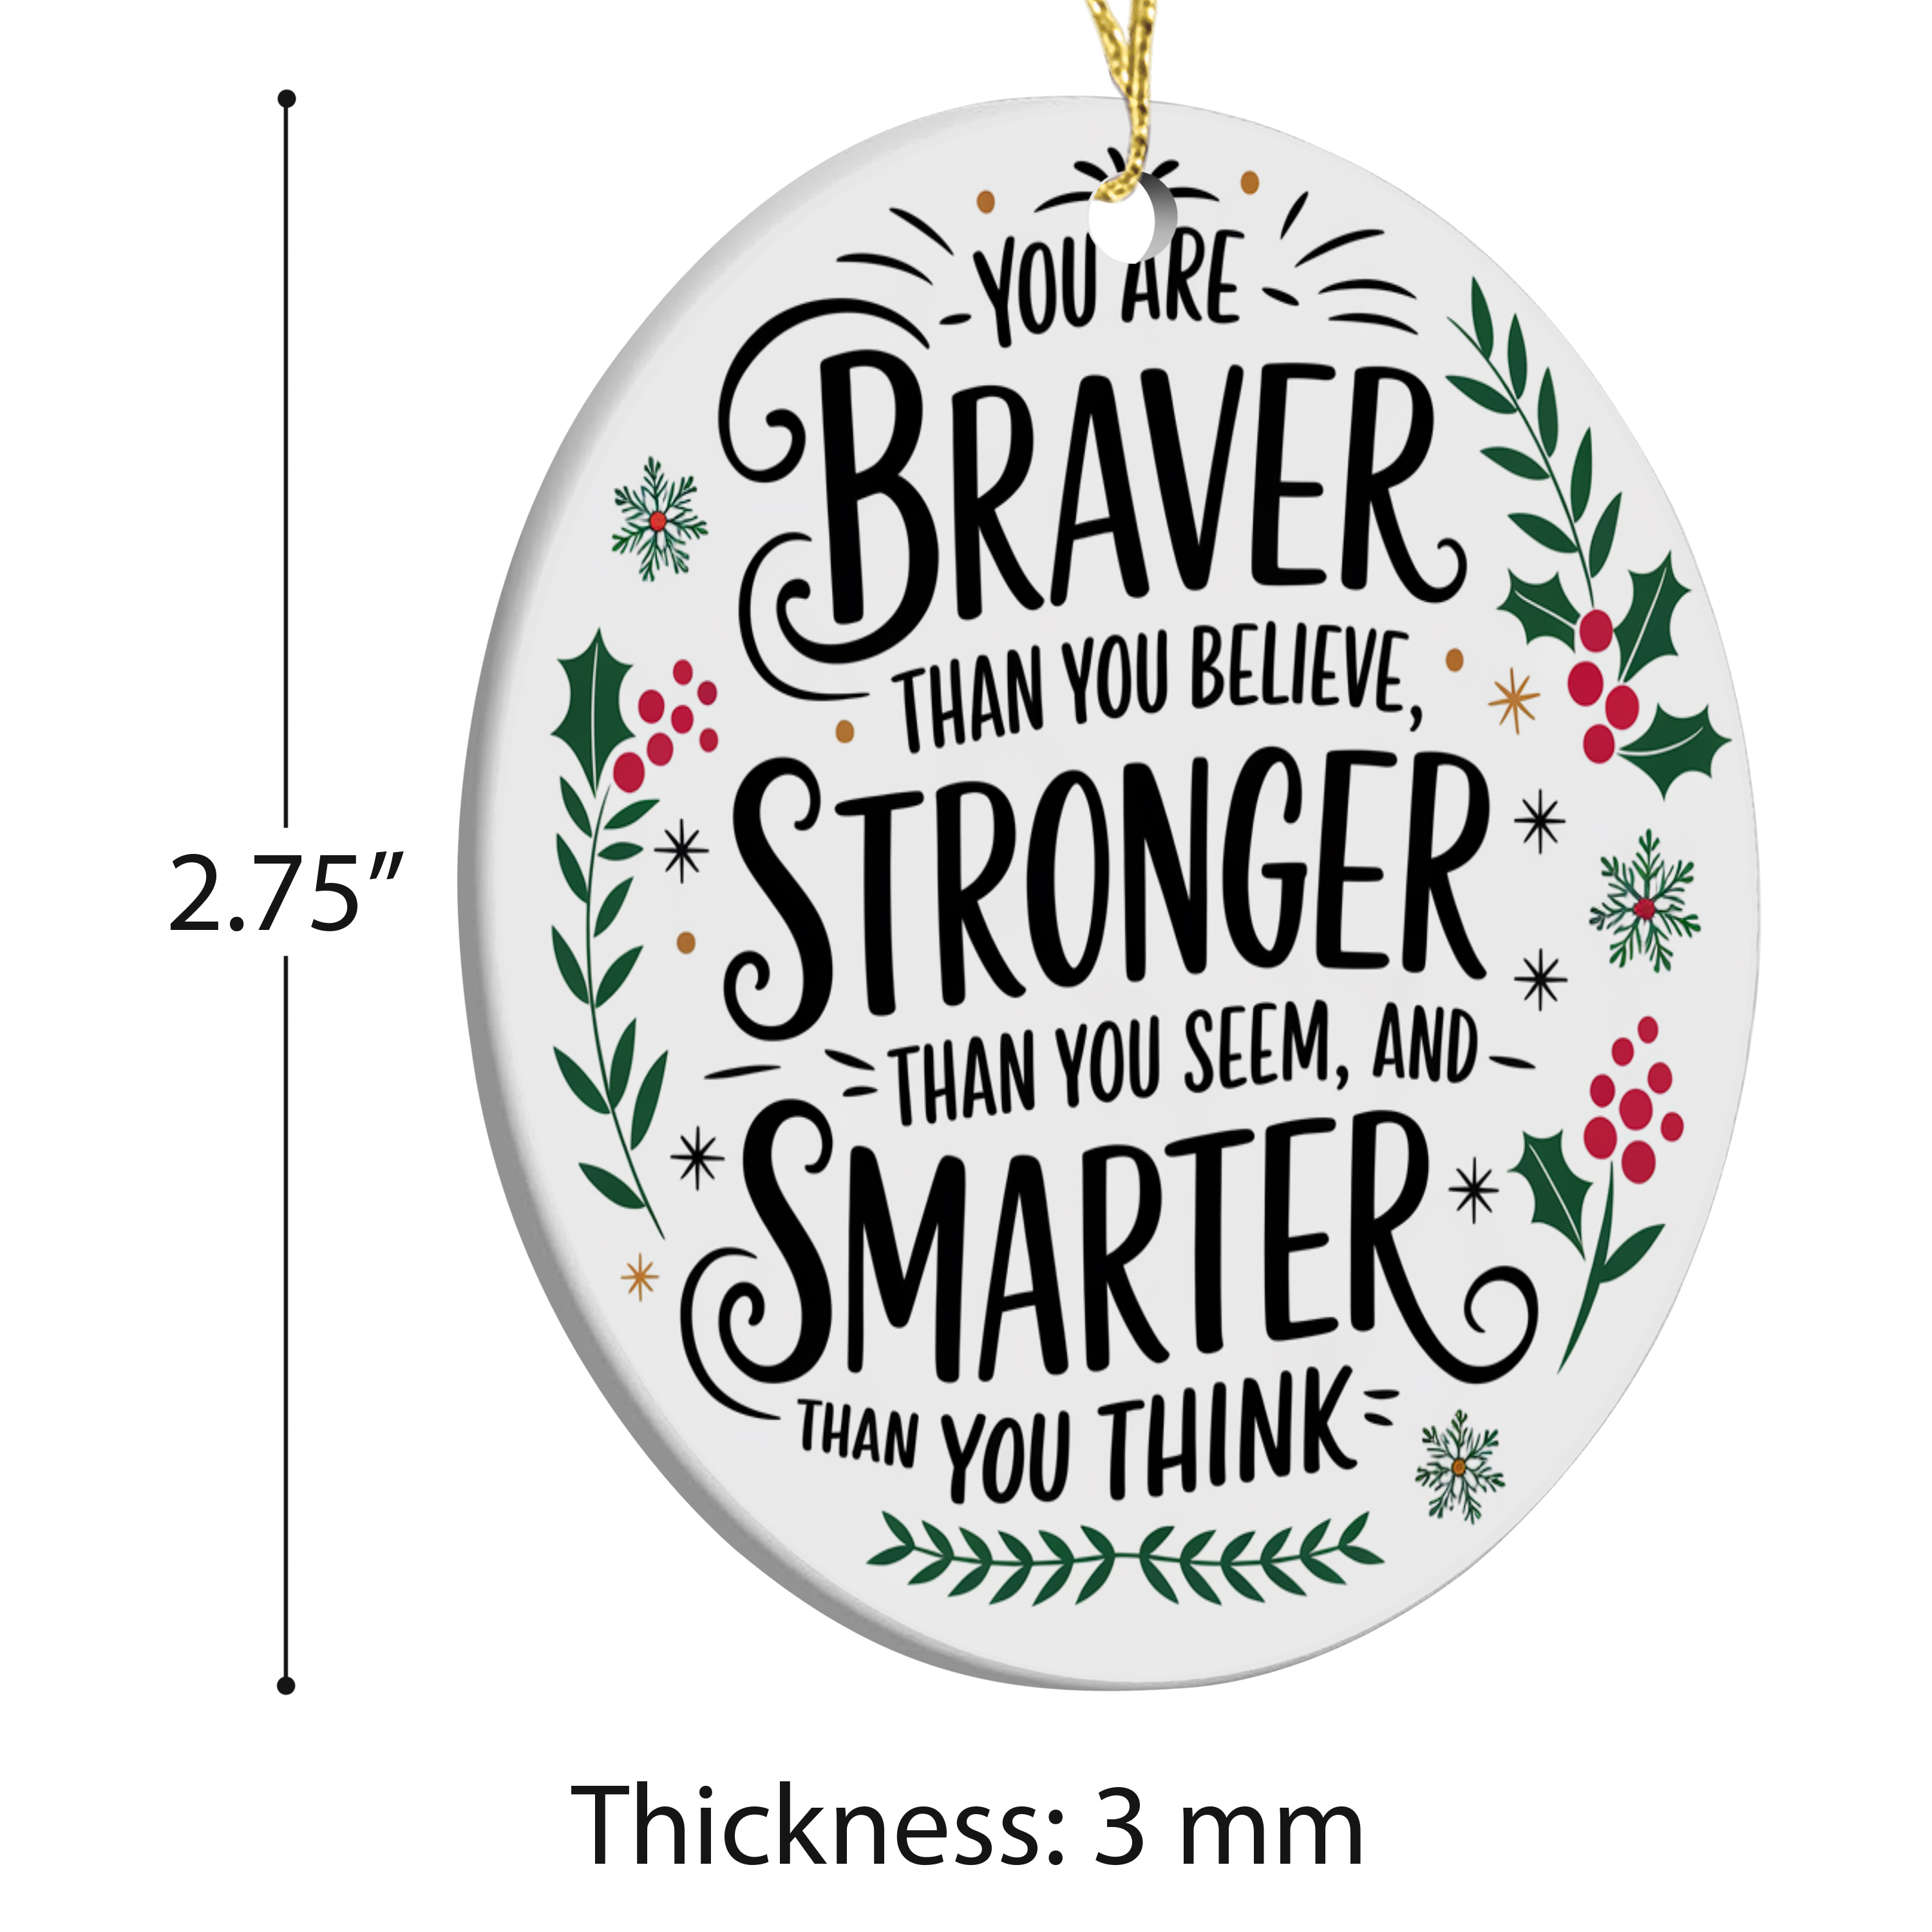 YOU ARE
BRAVER
THAN YOU BELIEVE,
STRONGER
THAN YOU SEEM, AND
SMARTER
THAN YOU THINK
2.75"
Thickness: 3 mm